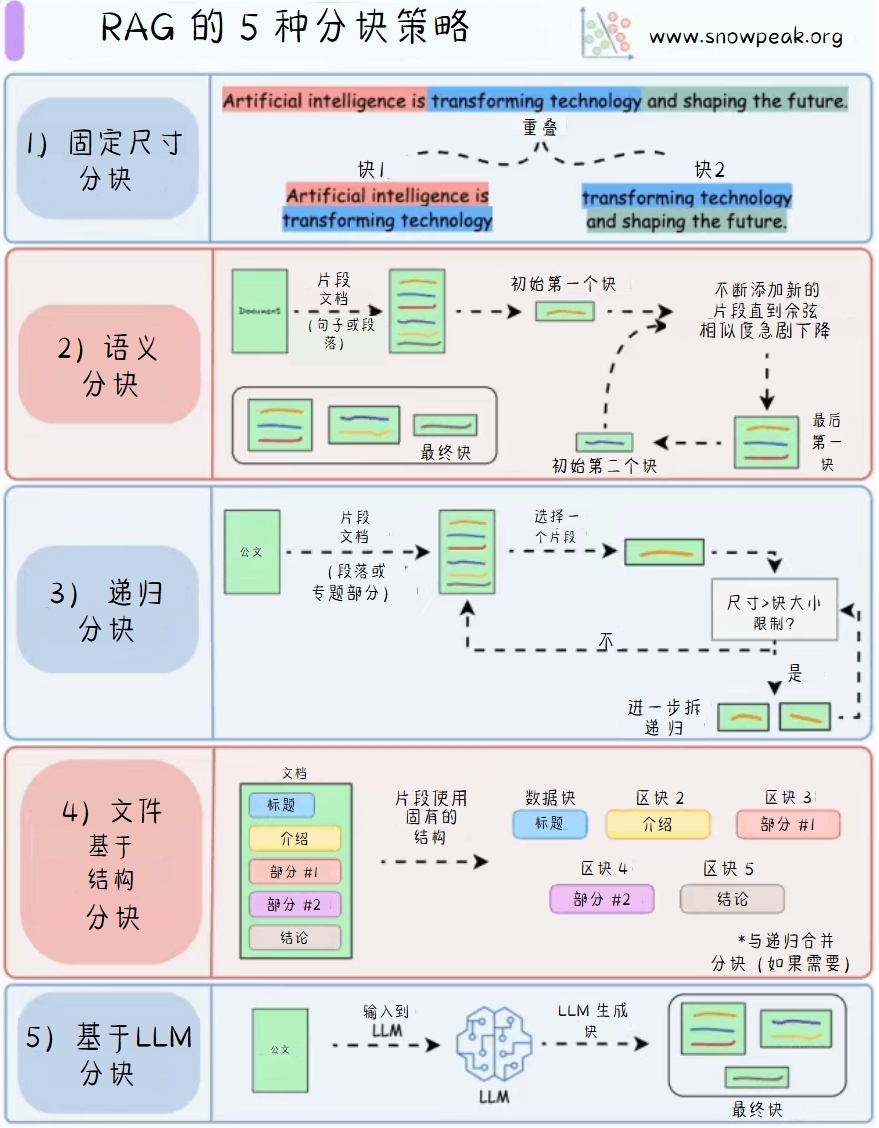 RAG 的 5 种分块策略
www.snowpeak.org
1) 固定尺寸
分块
Artificial intelligence is transforming technology and shaping the future.
重叠
块1
块2
Artificial intelligence is
transforming technology
transforming technology
and shaping the future.
2) 语义
分块
Document
片段
文档
(句子或段
落)
初始第一个块
不断添加新的
片段直到余弦
相似度急剧下降
最后
第一
块
初始第二个块
最终块
3) 递归
分块
公文
片段
文档
(段落或
专题部分)
选择一
个片段
尺寸>块大小
限制?
不
是
进一步拆
递归
4) 文件
基于
结构
分块
文档
标题
介绍
部分 #1
部分 #2
结论
片段使用
固有的
结构
数据块
标题
区块 2
介绍
区块 3
部分 #1
区块 4
部分 #2
区块 5
结论
*与递归合并
分块 (如果需要)
5) 基于LLM
分块
公文
输入到
LLM
LLM
LLM 生成
块
最终块